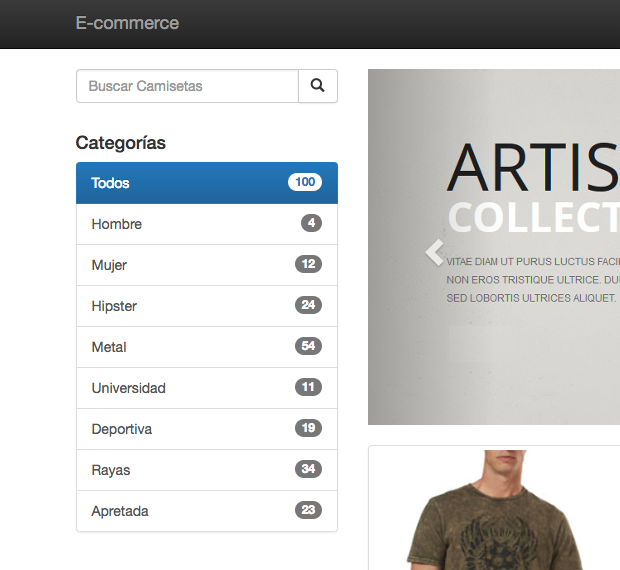 E-commerce
Buscar Camisetas
Categorías
Todos 100
Hombre 4
Mujer 12
Hipster 24
Metal 54
Universidad 11
Deportiva 19
Rayas 34
Apretada 23
ARTIS
COLLECT
VITAE DIAM UT PURUS LUCTUS FACI
NON EROS TRISTIQUE ULTRICE. DU
SED LOBORTIS ULTRICES ALIQUET.